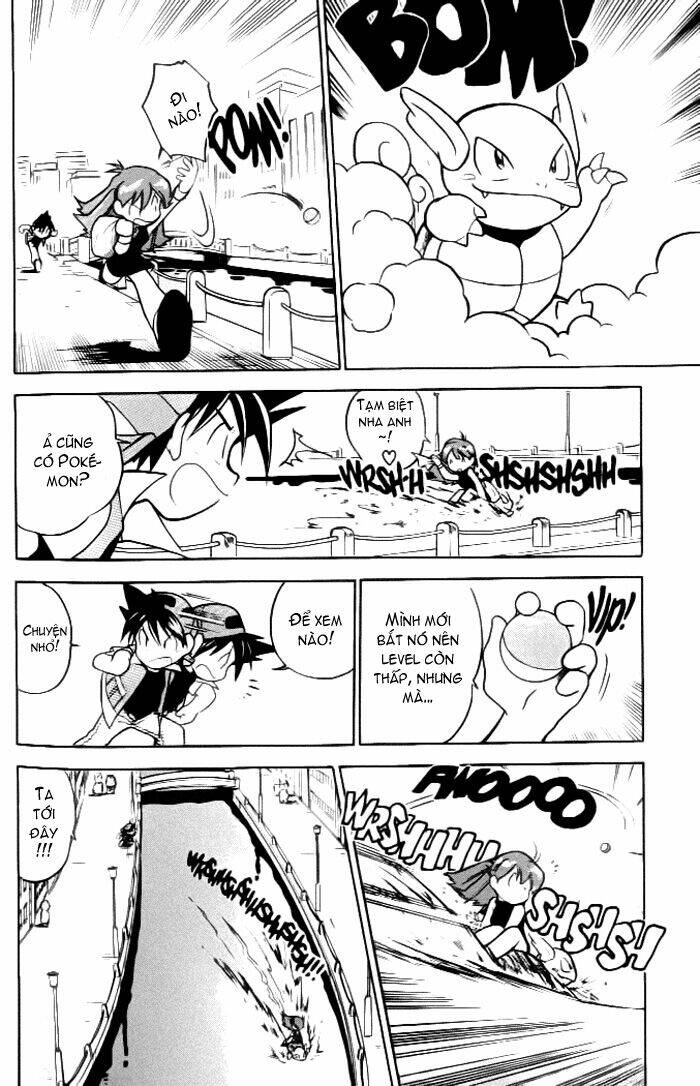 ĐI
NÀO!
POM!
BOM!
Ả CŨNG
CÓ POKÉ-
MON?
TẠM BIỆT
NHA ANH
~!
WRSH-H
SHSHSHSHH
CHUYỆN
NHỎ!
ĐỂ XEM
NÀO!
MÌNH MỚI
BẮT NÓ NÊN
LEVEL CÒN
THẤP, NHƯNG
MÀ...
VIP!
TA
TỚI
ĐÂY
!!!
FWOOOO
WRSHHHH
SHSHSH